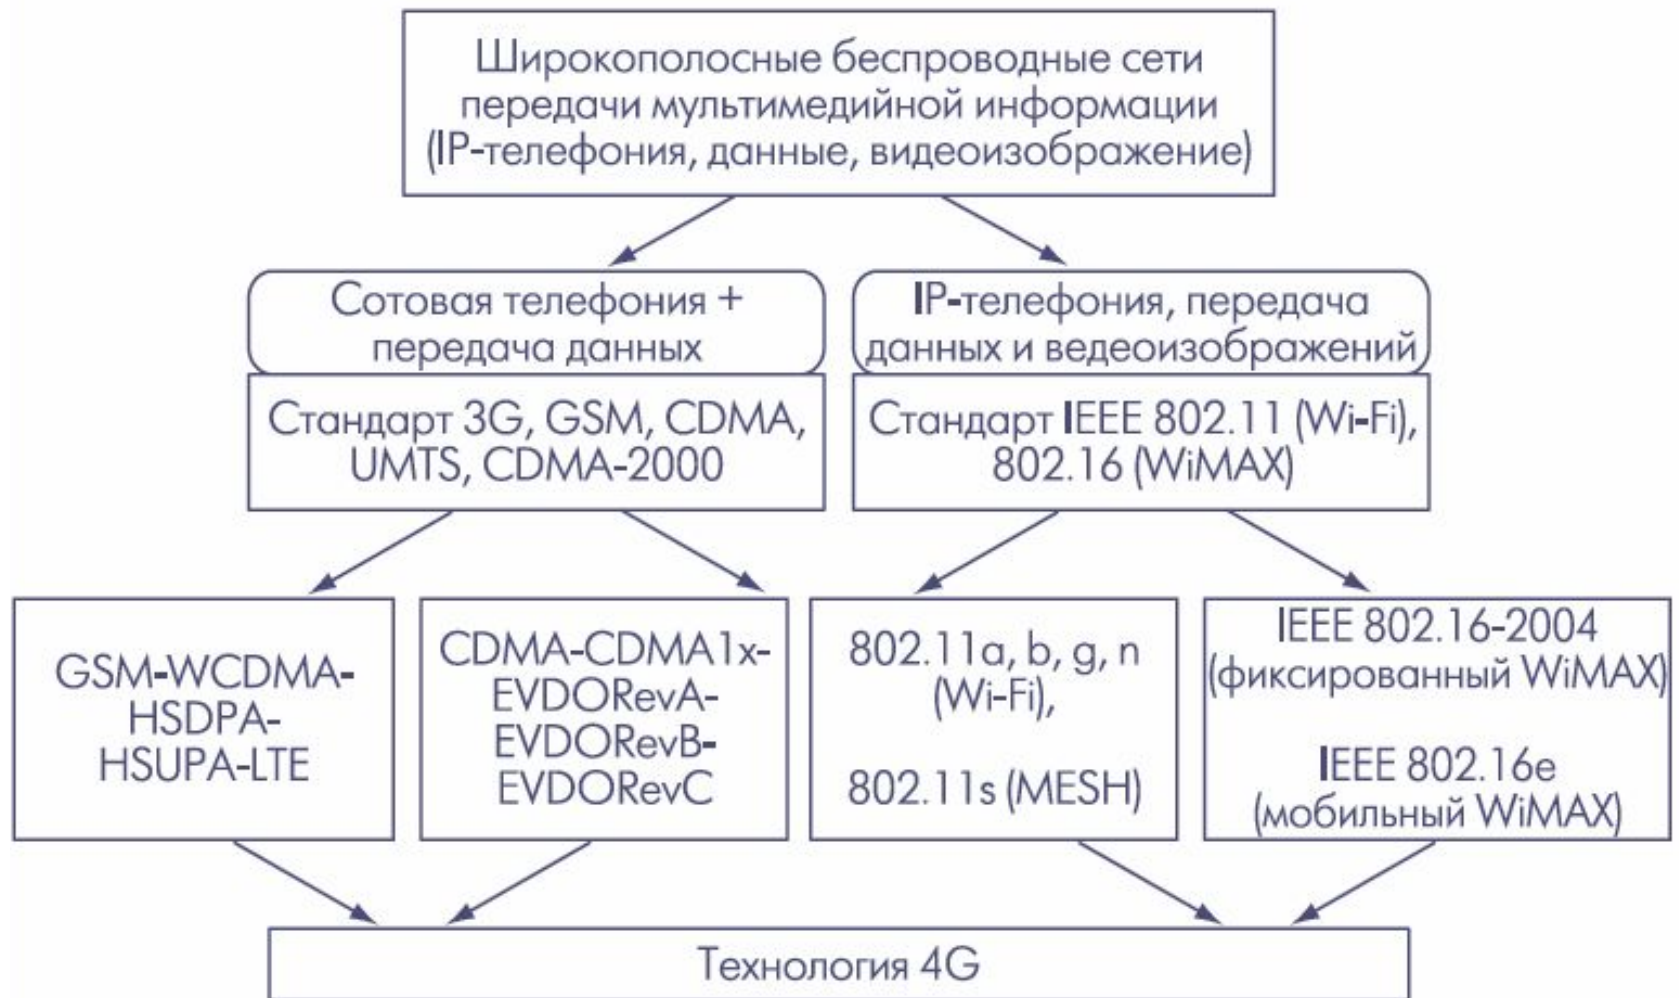 Широкополосные беспроводные сети
передачи мультимедийной информации
(IP-телефония, данные, видеоизображение)
Сотовая телефония +
передача данных
Стандарт 3G, GSM, CDMA,
UMTS, CDMA-2000
IP-телефония, передача
данных и ведеоизображений
Стандарт IEEE 802.11 (Wi-Fi),
802.16 (WiMAX)
GSM-WCDMA-
HSDPA-
HSUPA-LTE
CDMA-CDMA1x-
EVDORevA-
EVDORevB-
EVDORevC
802.11a, b, g, n
(Wi-Fi),
802.11s (MESH)
IEEE 802.16-2004
(фиксированный WiMAX)
IEEE 802.16e
(мобильный WiMAX)
Технология 4G